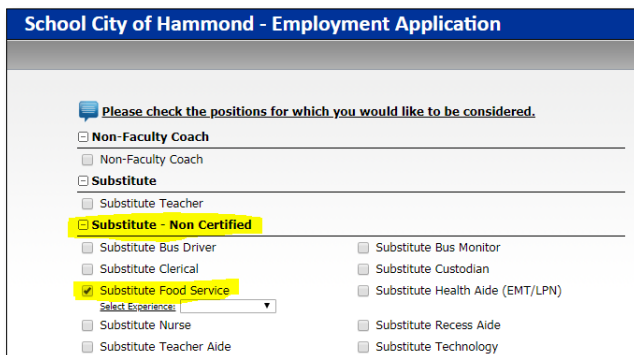 School City of Hammond - Employment Application
Please check the positions for which you would like to be considered.
Non-Faculty Coach
Non-Faculty Coach
Substitute
Substitute Teacher
Substitute - Non Certified
Substitute Bus Driver Substitute Bus Monitor
Substitute Clerical Substitute Custodian
Substitute Food Service Substitute Health Aide (EMT/LPN)
Select Experience:
Substitute Nurse Substitute Recess Aide
Substitute Teacher Aide Substitute Technology